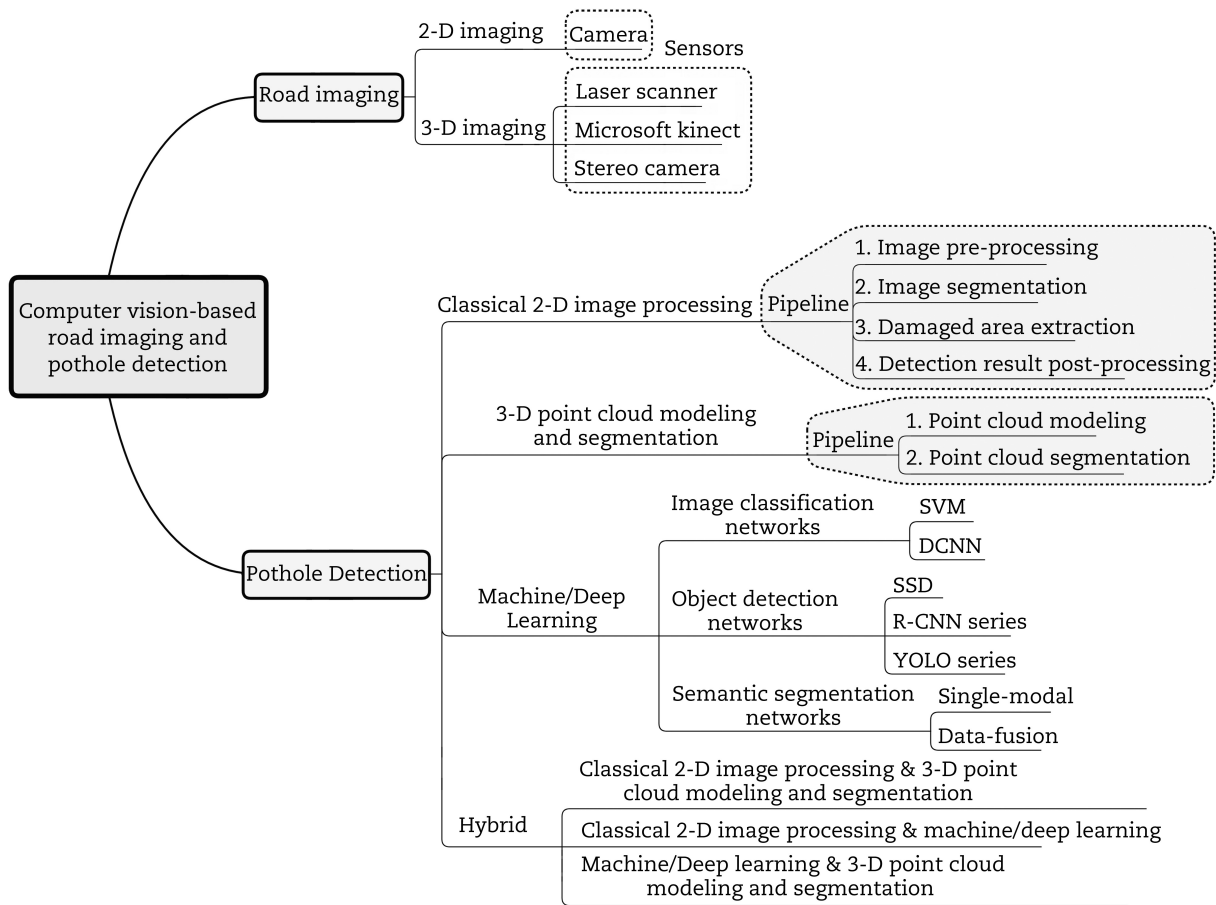 2-D imaging
Camera
Sensors
Road imaging
Laser scanner
3-D imaging
Microsoft kinect
Stereo camera
Computer vision-based
road imaging and
pothole detection
Classical 2-D image processing
Pipeline
1. Image pre-processing
2. Image segmentation
3. Damaged area extraction
4. Detection result post-processing
3-D point cloud modeling
and segmentation
Pipeline
1. Point cloud modeling
2. Point cloud segmentation
Pothole Detection
Machine/Deep
Learning
Image classification
networks
SVM
DCNN
Object detection
networks
SSD
R-CNN series
YOLO series
Semantic segmentation
networks
Single-modal
Data-fusion
Hybrid
Classical 2-D image processing & 3-D point
cloud modeling and segmentation
Classical 2-D image processing & machine/deep learning
Machine/Deep learning & 3-D point cloud
modeling and segmentation